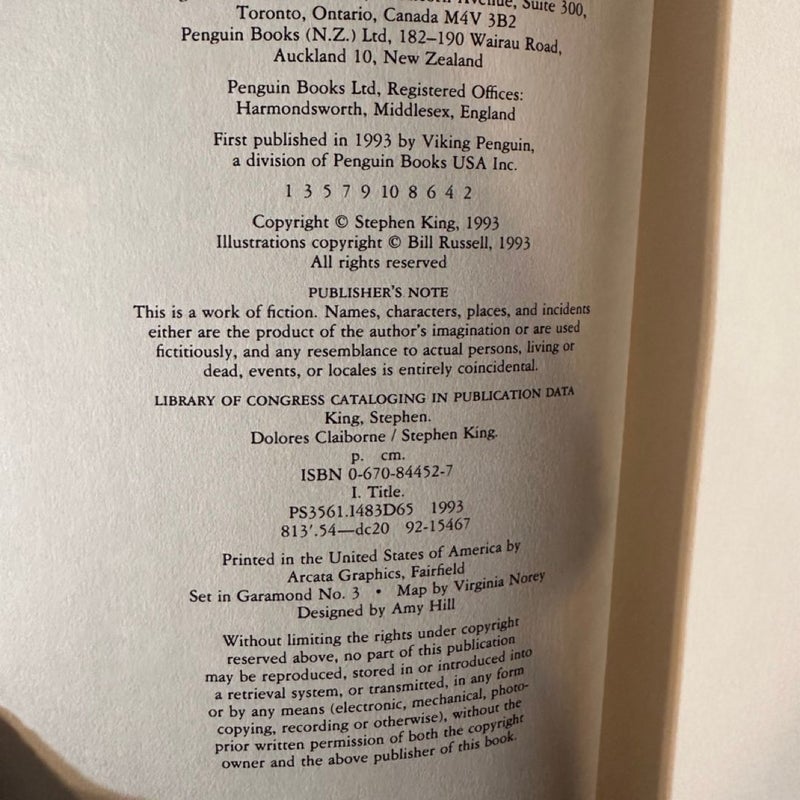 Avenue, Suite 300,
Toronto, Ontario, Canada M4V 3B2
Penguin Books (N.Z.) Ltd, 182–190 Wairau Road,
Auckland 10, New Zealand
Penguin Books Ltd, Registered Offices:
Harmondsworth, Middlesex, England
First published in 1993 by Viking Penguin,
a division of Penguin Books USA Inc.
1 3 5 7 9 10 8 6 4 2
Copyright © Stephen King, 1993
Illustrations copyright © Bill Russell, 1993
All rights reserved
PUBLISHER'S NOTE
This is a work of fiction. Names, characters, places, and incidents
either are the product of the author's imagination or are used
fictitiously, and any resemblance to actual persons, living or
dead, events, or locales is entirely coincidental.
LIBRARY OF CONGRESS CATALOGING IN PUBLICATION DATA
King, Stephen.
Dolores Claiborne / Stephen King.
p. cm.
ISBN 0-670-84452-7
I. Title.
PS3561.I483D65 1993
813'.54—dc20 92-15467
Printed in the United States of America by
Arcata Graphics, Fairfield
Set in Garamond No. 3 • Map by Virginia Norey
Designed by Amy Hill
Without limiting the rights under copyright
reserved above, no part of this publication
may be reproduced, stored in or introduced into
a retrieval system, or transmitted, in any form
or by any means (electronic, mechanical, photo-
copying, recording or otherwise), without the
prior written permission of both the copyright
owner and the above publisher of this book.